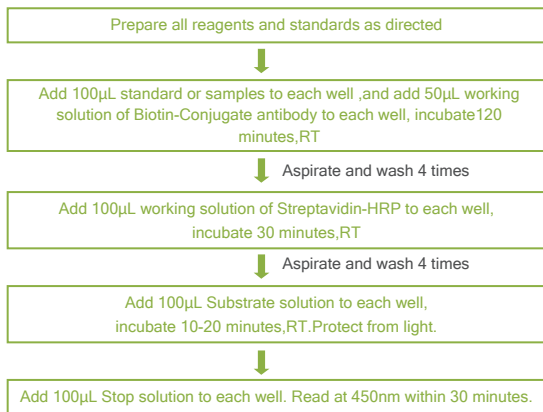 Prepare all reagents and standards as directed
Add 100μL standard or samples to each well ,and add 50μL working
solution of Biotin-Conjugate antibody to each well, incubate120
minutes,RT
Aspirate and wash 4 times
Add 100μL working solution of Streptavidin-HRP to each well,
incubate 30 minutes,RT
Aspirate and wash 4 times
Add 100μL Substrate solution to each well,
incubate 10-20 minutes,RT.Protect from light.
Add 100μL Stop solution to each well. Read at 450nm within 30 minutes.